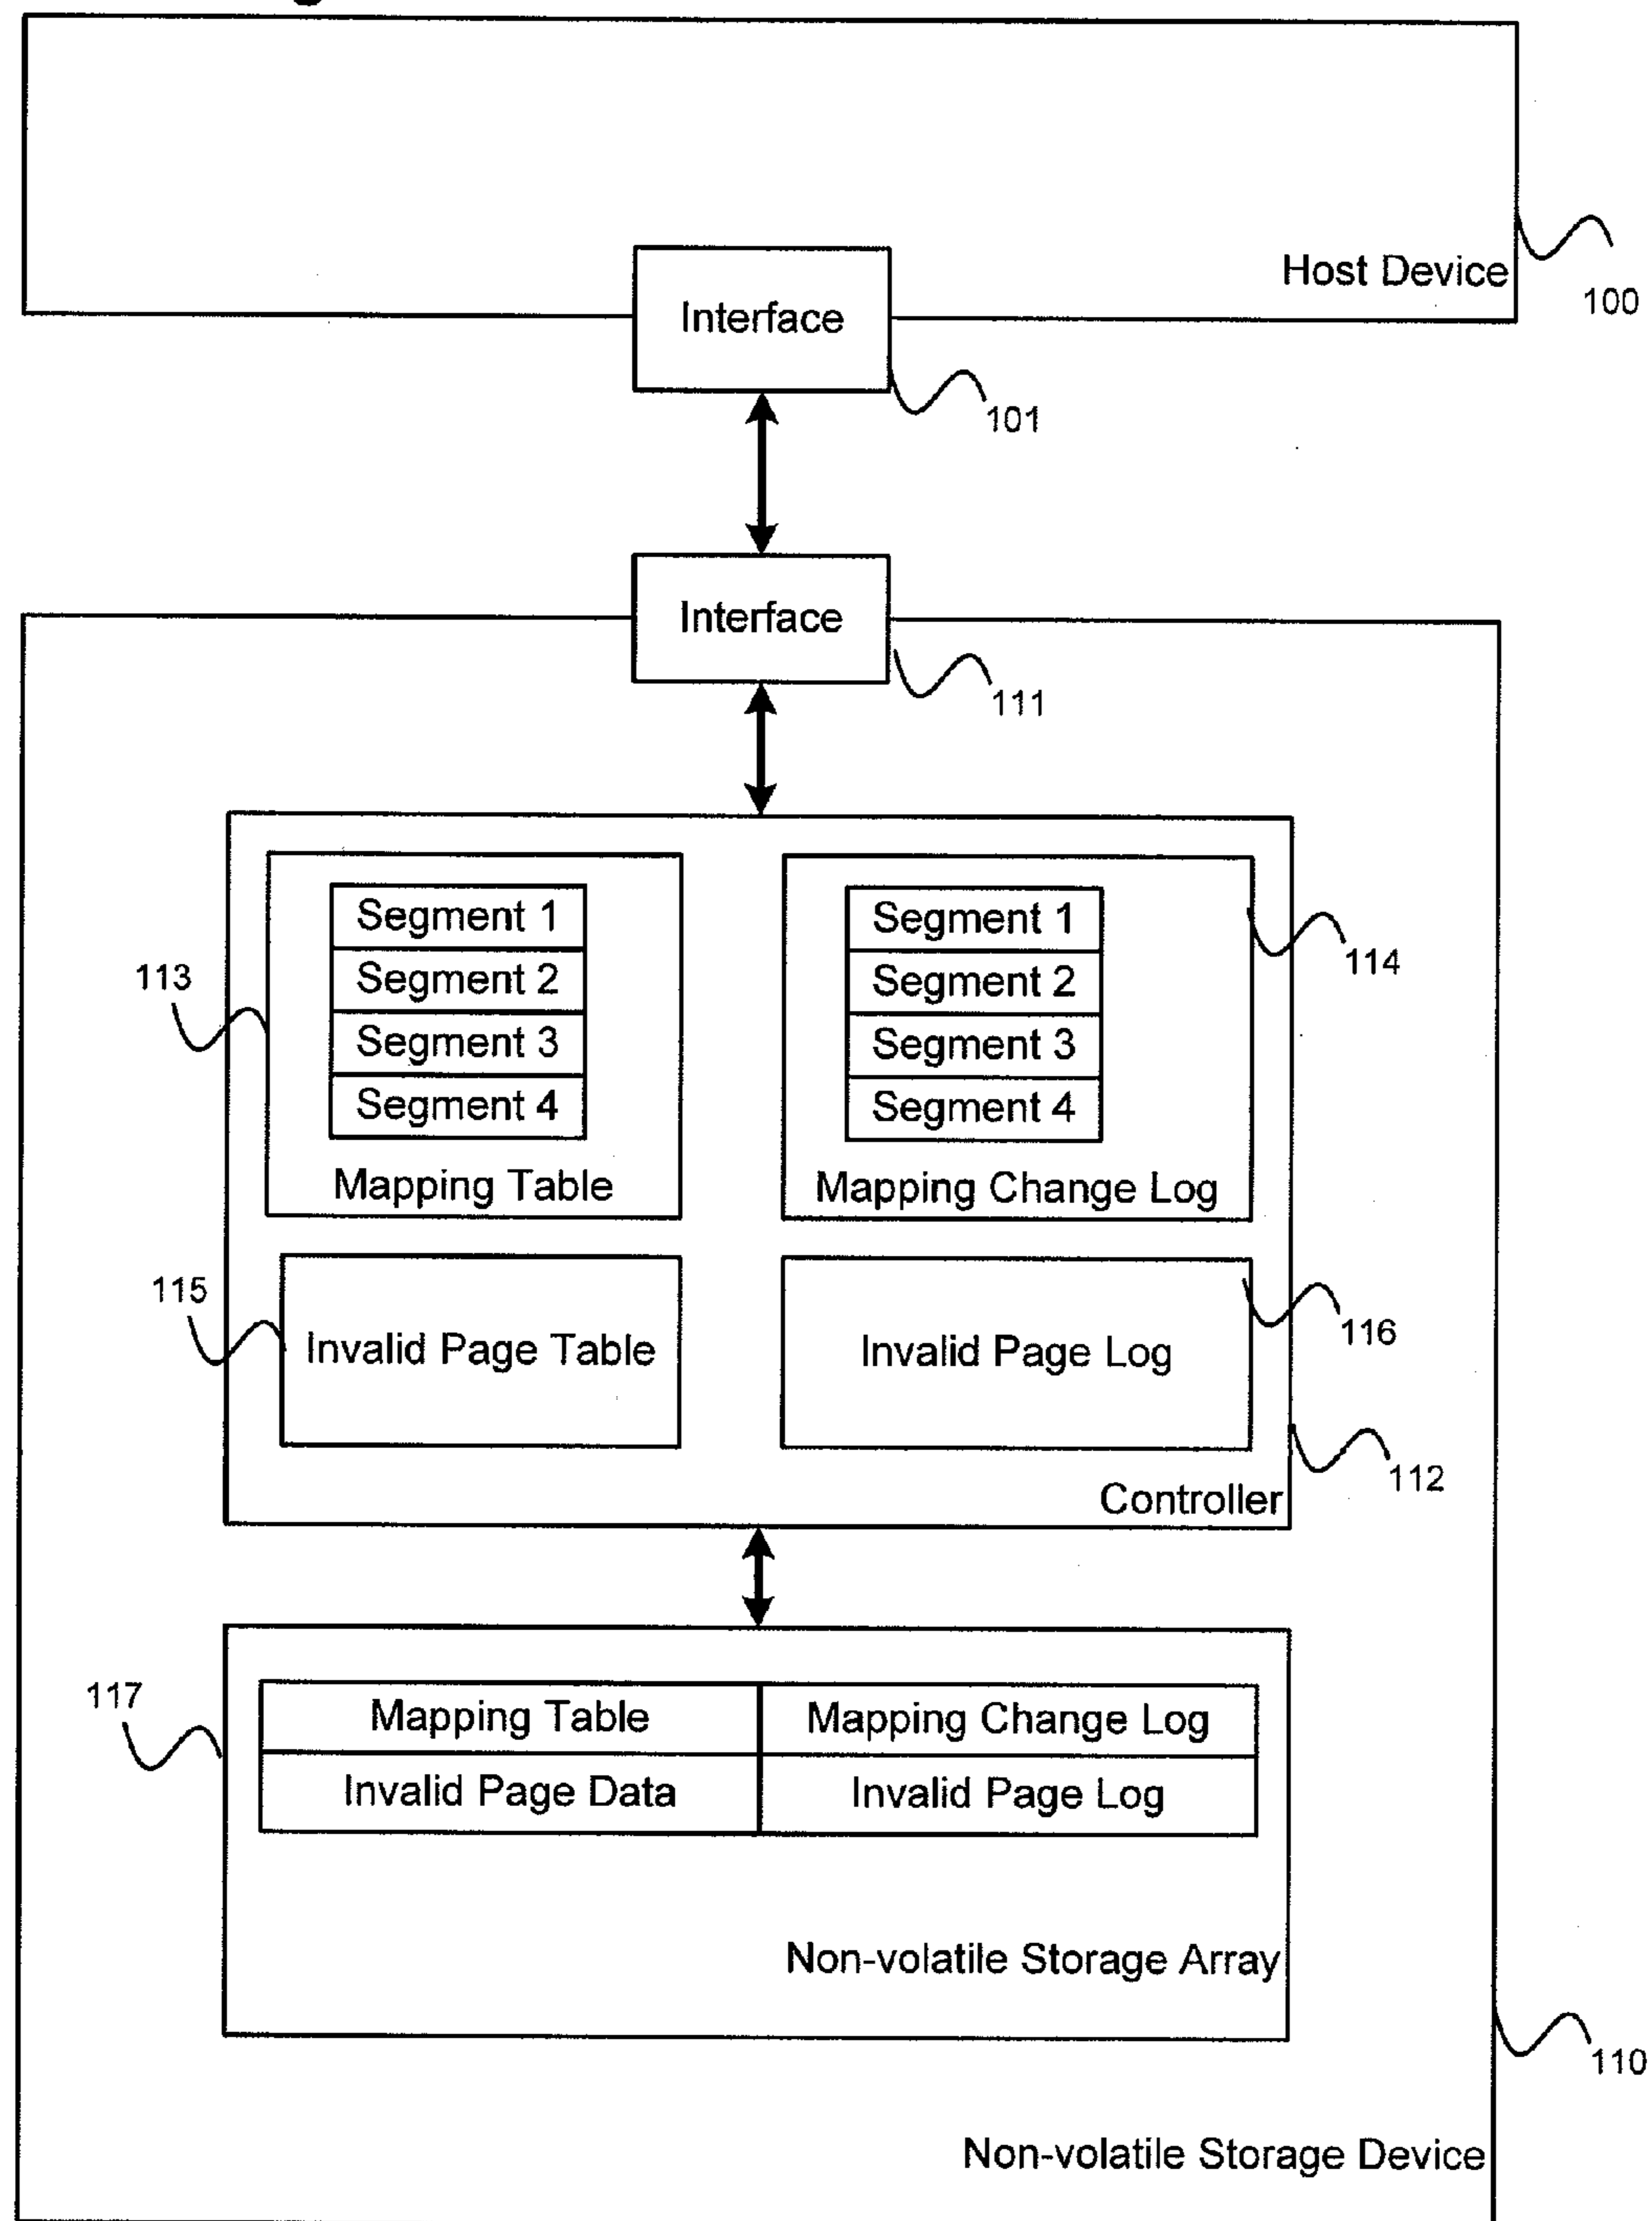 Host Device
100
Interface
101
Interface
111
Segment 1
Segment 2
Segment 3
Segment 4
Mapping Table
113
Segment 1
Segment 2
Segment 3
Segment 4
Mapping Change Log
114
115
Invalid Page Table
Invalid Page Log
116
Controller
112
117
Mapping Table
Mapping Change Log
Invalid Page Data
Invalid Page Log
Non-volatile Storage Array
110
Non-volatile Storage Device